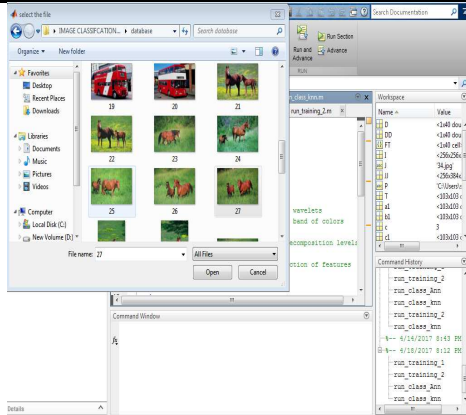 select the file
IMAGE CLASSIFCATION... ▸ database
Search database
Search Documentation
Organize
New folder
Run Section
Run and Advance
Advance
RUN
Favorites
Desktop
Recent Places
Downloads
Libraries
Documents
Music
Pictures
Videos
Computer
Local Disk (C:)
New Volume (D:)
19
20
21
22
23
24
25
26
27
File name: 27
All Files
Open
Cancel
Details
n_class_knn.m
run_training_2.m
wavelets
band of colors
ecomposition levels
ction of features
Command Window
fx
Workspace
Name
Value
D
<1x40 dou
DD
<1x40 dou
FT
<1x40 cell
I
<256x256x
J
'34.jpg'
JJ
<256x384x
P
'C:\Users\
T
<103x103 c
a1
<103x103 c
b1
<103x103 c
c
3
c1
<103x103 c
Command History
run_training_1
run_training_2
run_class_Ann
run_class_knn
run_training_2
run_class_knn
%-- 4/14/2017 8:43 PM
%-- 4/18/2017 8:12 PM
run_training_1
run_training_2
run_class_Ann
run_class_knn